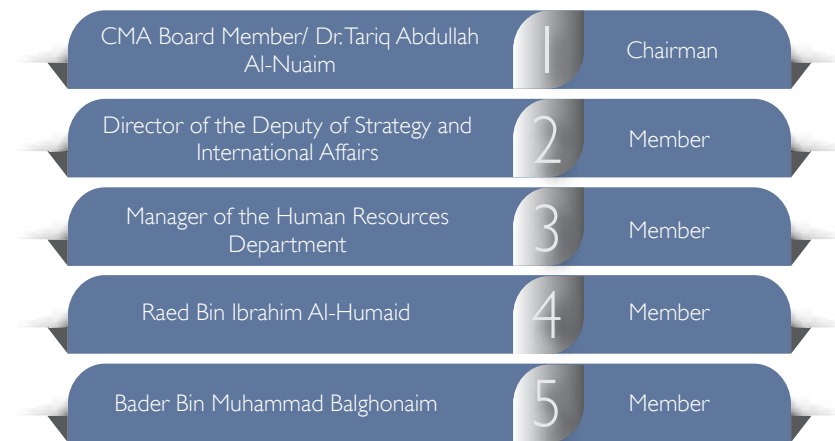 CMA Board Member/ Dr. Tariq Abdullah
Al-Nuaim
1
Chairman
Director of the Deputy of Strategy and
International Affairs
2
Member
Manager of the Human Resources
Department
3
Member
Raed Bin Ibrahim Al-Humaid
4
Member
Bader Bin Muhammad Balghonaim
5
Member